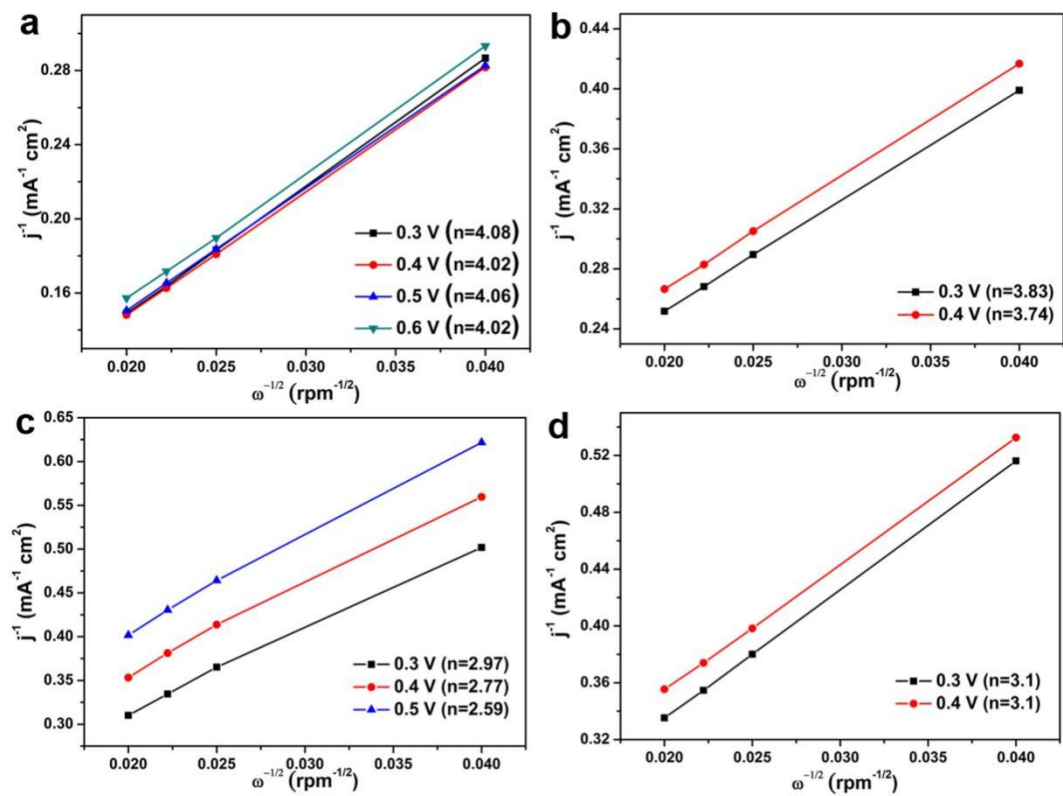 a
0.28
0.24
0.20
0.16
j⁻¹ (mA⁻¹ cm²)
0.3 V (n=4.08)
0.4 V (n=4.02)
0.5 V (n=4.06)
0.6 V (n=4.02)
0.020 0.025 0.030 0.035 0.040
ω⁻¹/² (rpm⁻¹/²)
b
0.44
0.40
0.36
0.32
0.28
0.24
j⁻¹ (mA⁻¹ cm²)
0.3 V (n=3.83)
0.4 V (n=3.74)
0.020 0.025 0.030 0.035 0.040
ω⁻¹/² (rpm⁻¹/²)
c
0.65
0.60
0.55
0.50
0.45
0.40
0.35
0.30
j⁻¹ (mA⁻¹ cm²)
0.3 V (n=2.97)
0.4 V (n=2.77)
0.5 V (n=2.59)
0.020 0.025 0.030 0.035 0.040
ω⁻¹/² (rpm⁻¹/²)
d
0.52
0.48
0.44
0.40
0.36
0.32
j⁻¹ (mA⁻¹ cm²)
0.3 V (n=3.1)
0.4 V (n=3.1)
0.020 0.025 0.030 0.035 0.040
ω⁻¹/² (rpm⁻¹/²)